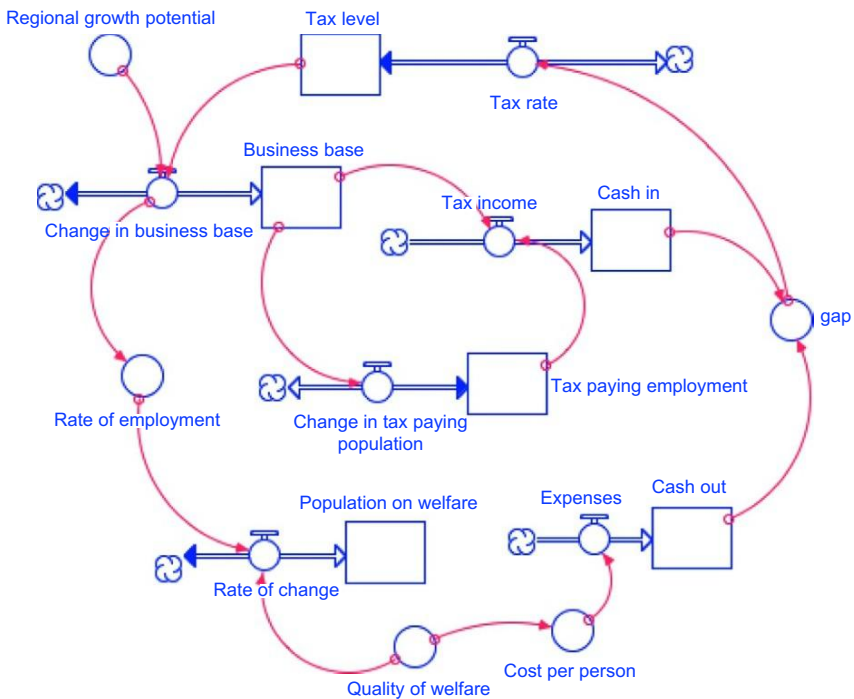 Regional growth potential
Tax level
Tax rate
Business base
Change in business base
Tax income
Cash in
gap
Rate of employment
Change in tax paying
population
Tax paying employment
Population on welfare
Rate of change
Expenses
Cash out
Cost per person
Quality of welfare